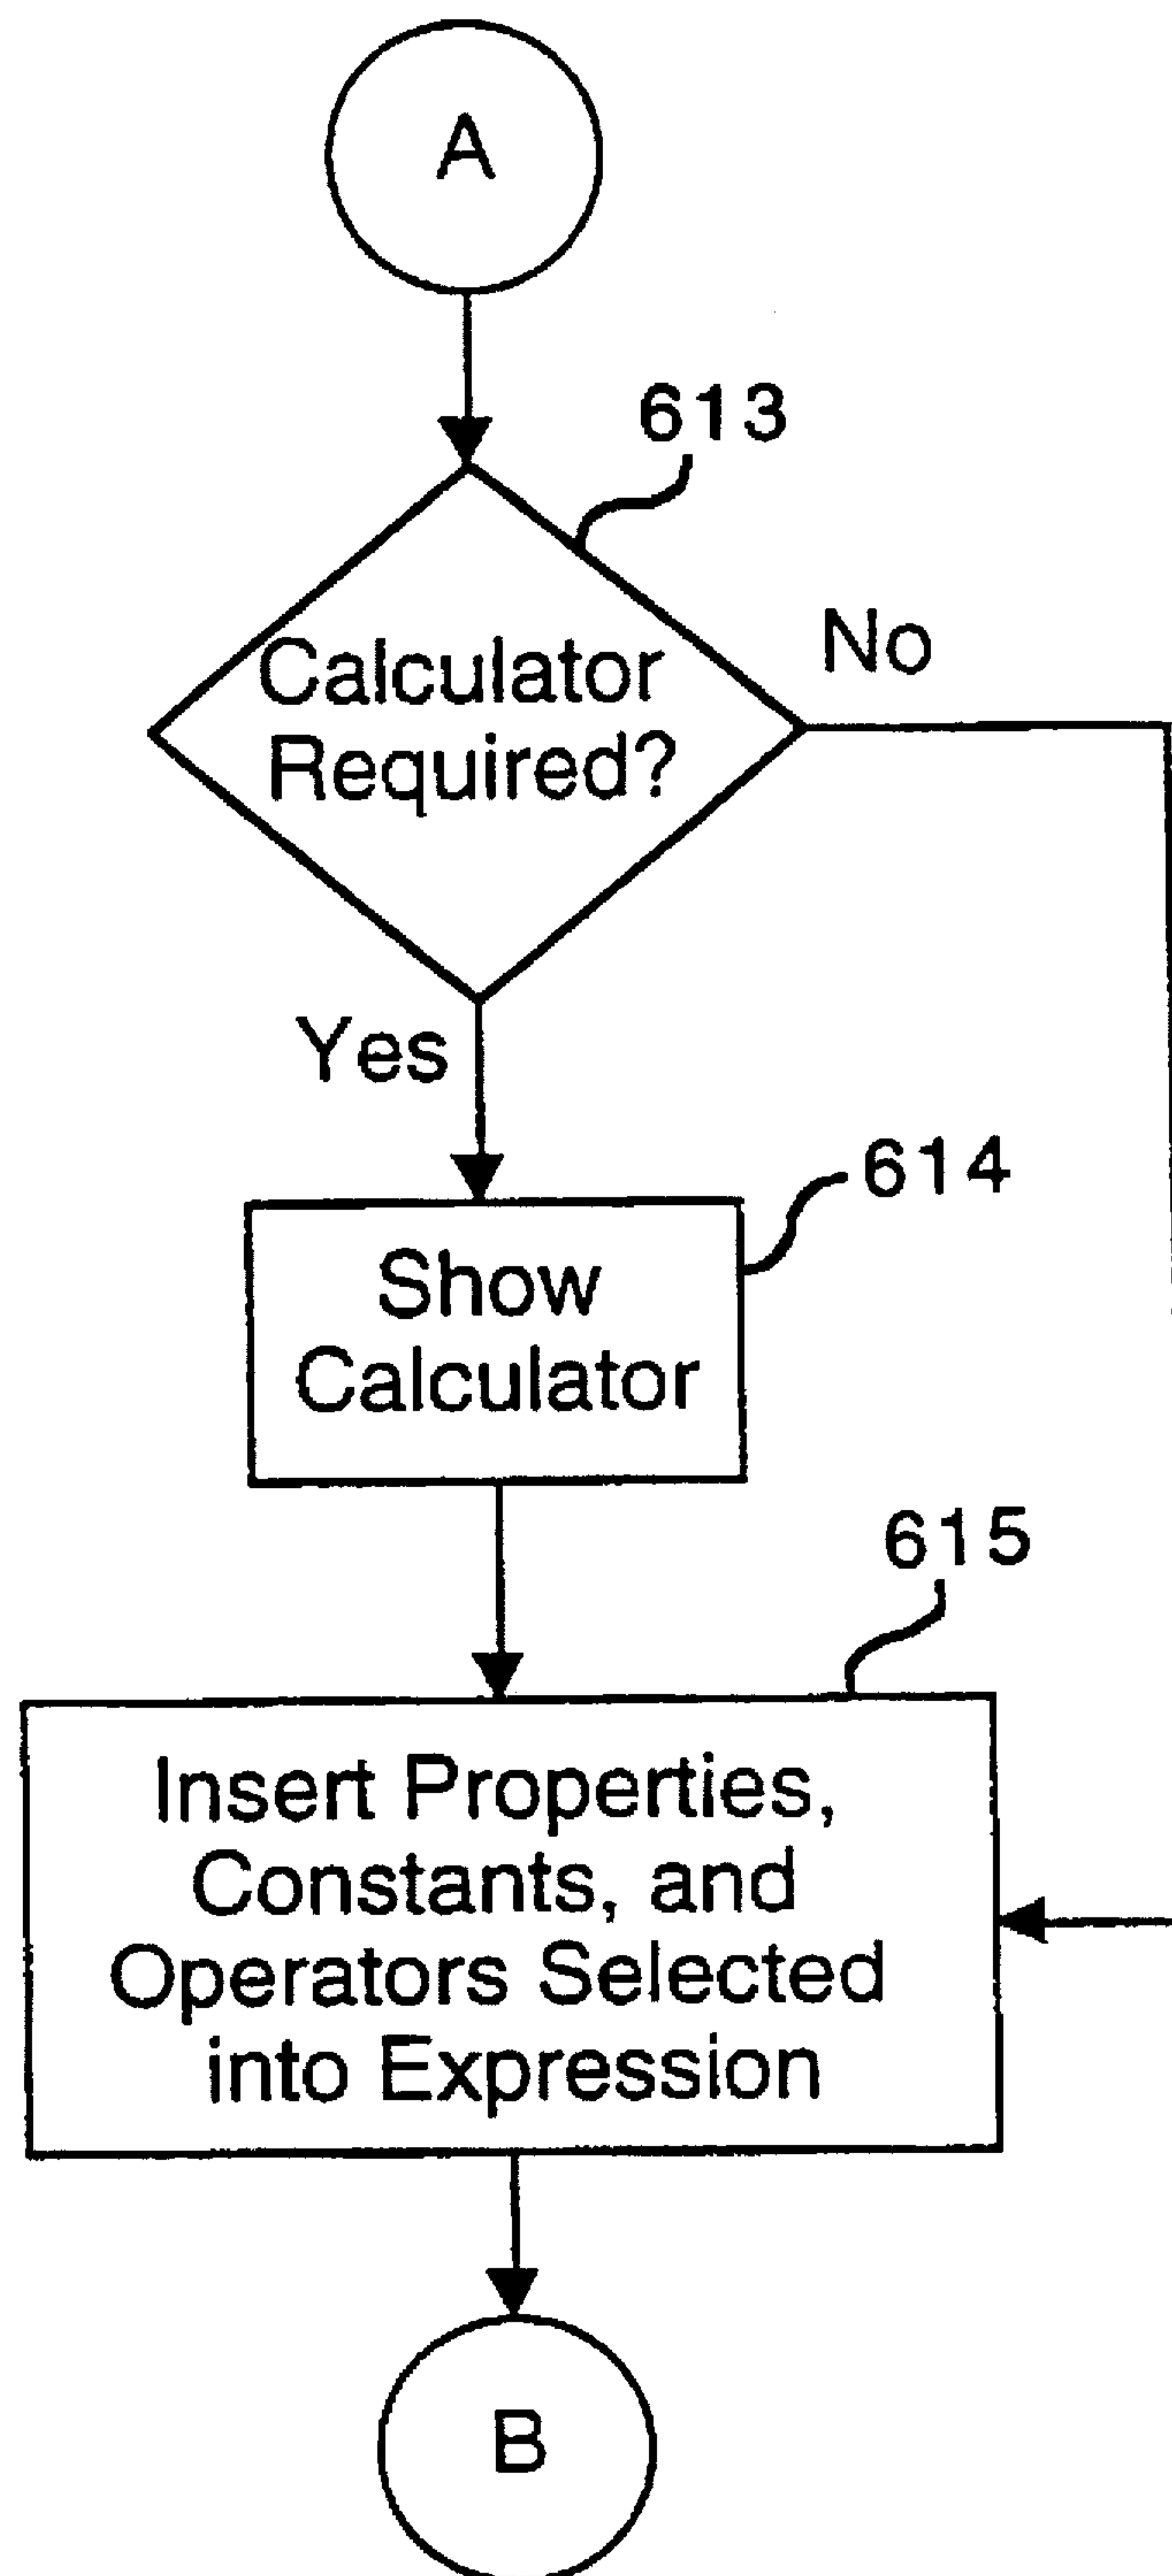 A
613
Calculator
Required?
No
Yes
614
Show
Calculator
615
Insert Properties,
Constants, and
Operators Selected
into Expression
B